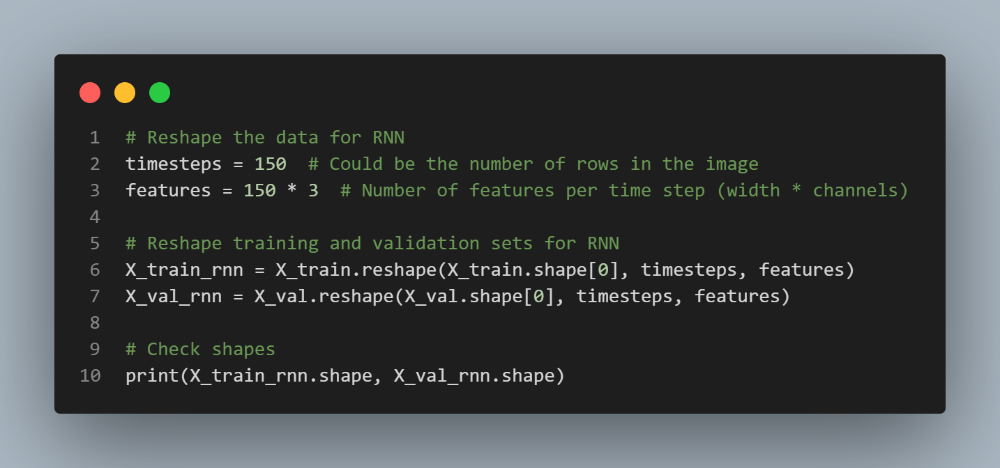 1 # Reshape the data for RNN
2 timesteps = 150  # Could be the number of rows in the image
3 features = 150 * 3  # Number of features per time step (width * channels)
4
5 # Reshape training and validation sets for RNN
6 X_train_rnn = X_train.reshape(X_train.shape[0], timesteps, features)
7 X_val_rnn = X_val.reshape(X_val.shape[0], timesteps, features)
8
9 # Check shapes
10 print(X_train_rnn.shape, X_val_rnn.shape)